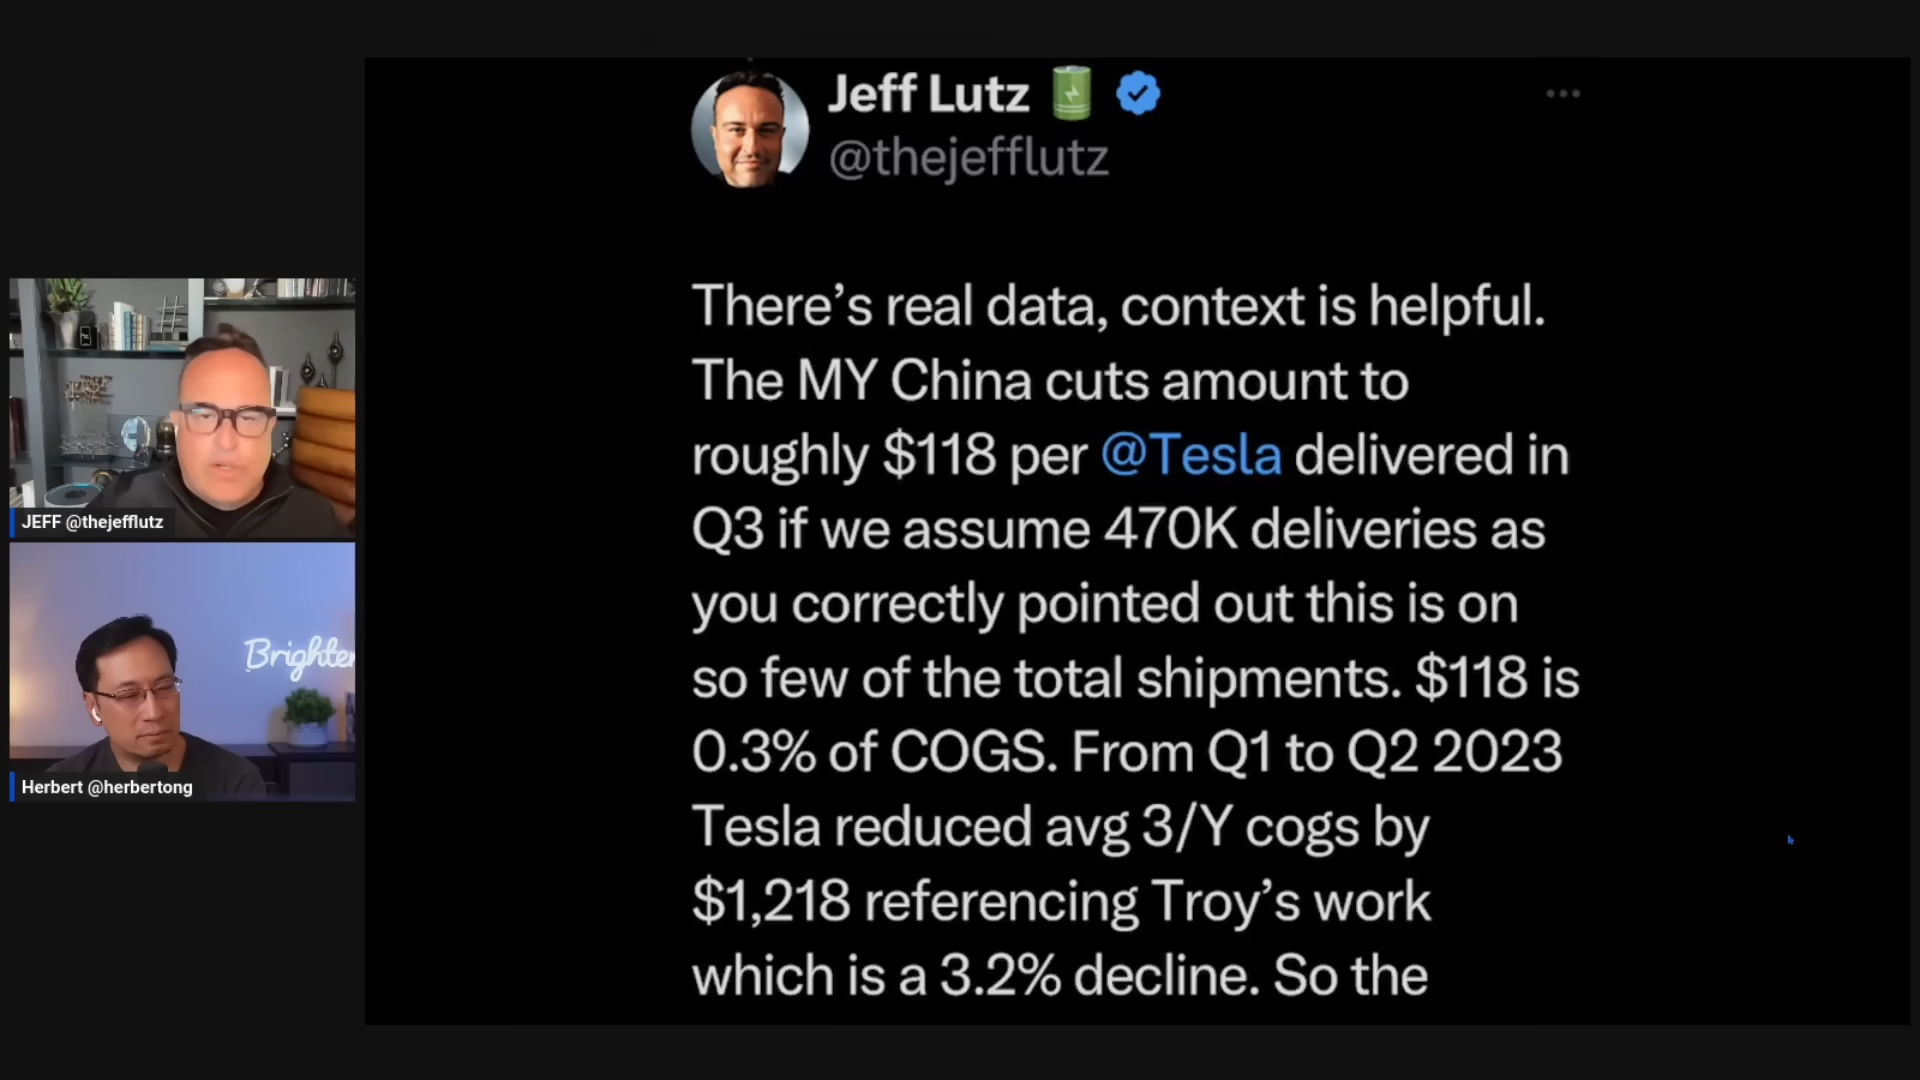 Jeff Lutz
@thejefflutz
There's real data, context is helpful.
The MY China cuts amount to
roughly $118 per @Tesla delivered in
Q3 if we assume 470K deliveries as
you correctly pointed out this is on
so few of the total shipments. $118 is
0.3% of COGS. From Q1 to Q2 2023
Tesla reduced avg 3/Y cogs by
$1,218 referencing Troy's work
which is a 3.2% decline. So the
JEFF @thejefflutz
Brighte
Herbert @herbertong